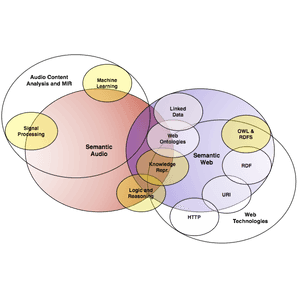 Audio Content
Analysis and MIR
Machine
Learning
Signal
Processing
Semantic
Audio
Linked
Data
Web
Ontologies
OWL &
RDFS
Semantic
Web
Knowledge
Repr.
RDF
Logic and
Reasoning
URI
HTTP
Web
Technologies